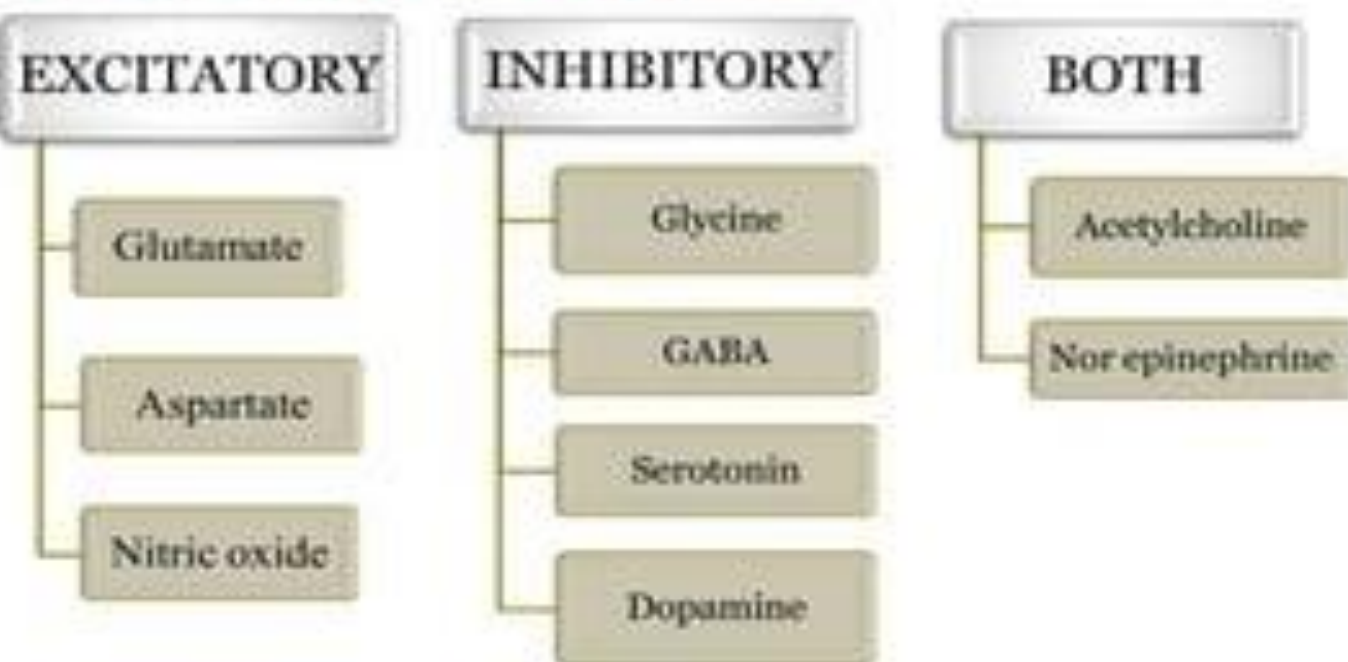 EXCITATORY
Glutamate
Aspartate
Nitric oxide
INHIBITORY
Glycine
GABA
Serotonin
Dopamine
BOTH
Acetylcholine
Nor epinephrine